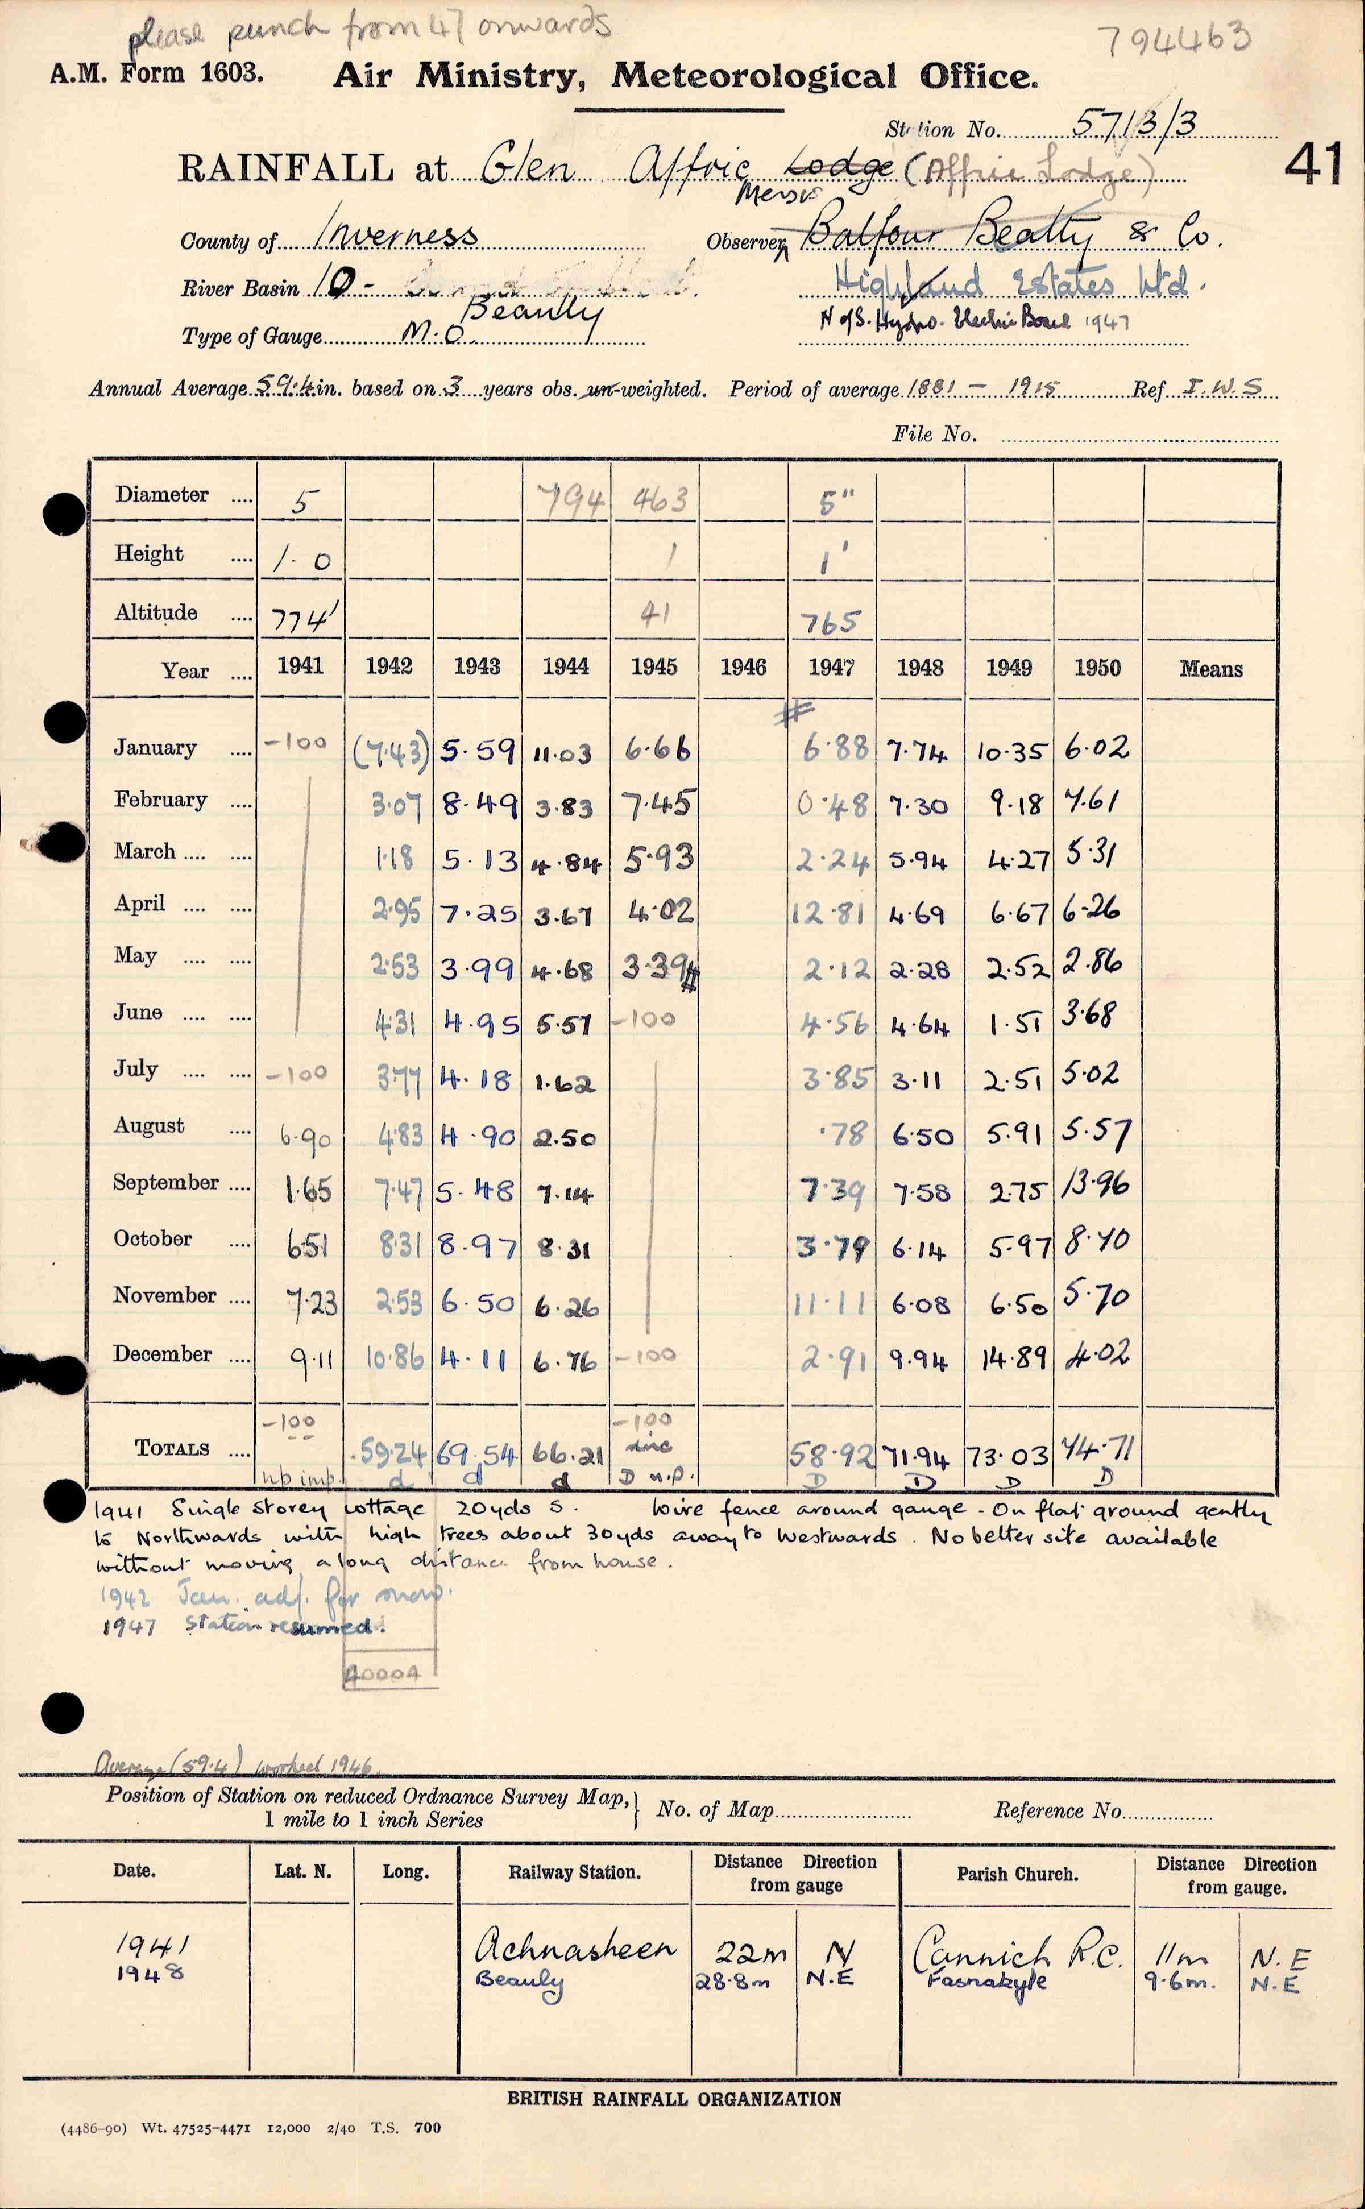 please punch from 47 onwards
794463
A.M. Form 1603. Air Ministry, Meteorological Office.
Station No. 5713/3
41
RAINFALL at Glen Affric Lodge (Affric Lodge)
Messrs
County of Inverness Observer Balfour Beatty & Co.
River Basin 10 - Highland Estates Ltd.
Beauly
Type of Gauge M.O. N of S. Hydro-Electric Board 1947
Annual Average 59.4 in. based on 3 years obs. un-weighted. Period of average 1881 - 1915 Ref I.W.S
File No.
Diameter .... 5 794 463 5"
Height .... 1.0 1 1'
Altitude .... 774' 41 765
Year .... 1941 1942 1943 1944 1945 1946 1947 1948 1949 1950 Means
#
January .... -100 (7.43) 5.59 11.03 6.66 6.88 7.74 10.35 6.02
February .... 3.07 8.49 3.83 7.45 0.48 7.30 9.18 7.61
March .... .... 1.18 5.13 4.84 5.93 2.24 5.94 4.27 5.31
April .... .... 2.95 7.25 3.67 4.02 12.81 4.69 6.67 6.26
May .... .... 2.53 3.99 4.68 3.39# 2.12 2.28 2.52 2.86
June .... .... 4.31 4.95 5.57 -100 4.56 4.64 1.51 3.68
July .... .... -100 3.77 4.18 1.62 3.85 3.11 2.51 5.02
August .... 6.90 4.83 4.90 2.50 .78 6.50 5.91 5.57
September .... 1.65 7.47 5.48 7.14 7.39 7.58 2.75 13.96
October .... 6.51 8.31 8.97 8.31 3.79 6.14 5.97 8.70
November .... 7.23 2.53 6.50 6.26 11.11 6.08 6.50 5.70
December .... 9.11 10.86 4.11 6.76 -100 2.91 9.94 14.89 4.02
-100 -100
TOTALS .... 59.24 69.54 66.21 inc 58.92 71.94 73.03 74.71
np imp. d d d D n.p. D D D D
1941 Single storey cottage 20yds S. Wire fence around gauge - On flat ground gently
to Northwards with high trees about 30yds away to Westwards. No better site available
without moving a long distance from house.
1942 Jan. adj. for snow.
1947 Station resumed.
Average (59.4) worked 1946
Position of Station on reduced Ordnance Survey Map, } No. of Map Reference No.
1 mile to 1 inch Series
Date. Lat. N. Long. Railway Station. Distance Direction from gauge Parish Church. Distance Direction from gauge.
1941 Achnasheen 22m N Cannich R.C. 11m N.E
1948 Beauly 28.8m N.E Fasnakyle 9.6m. N.E
BRITISH RAINFALL ORGANIZATION
(4486-90) Wt. 47525-4471 12,000 2/40 T.S. 700